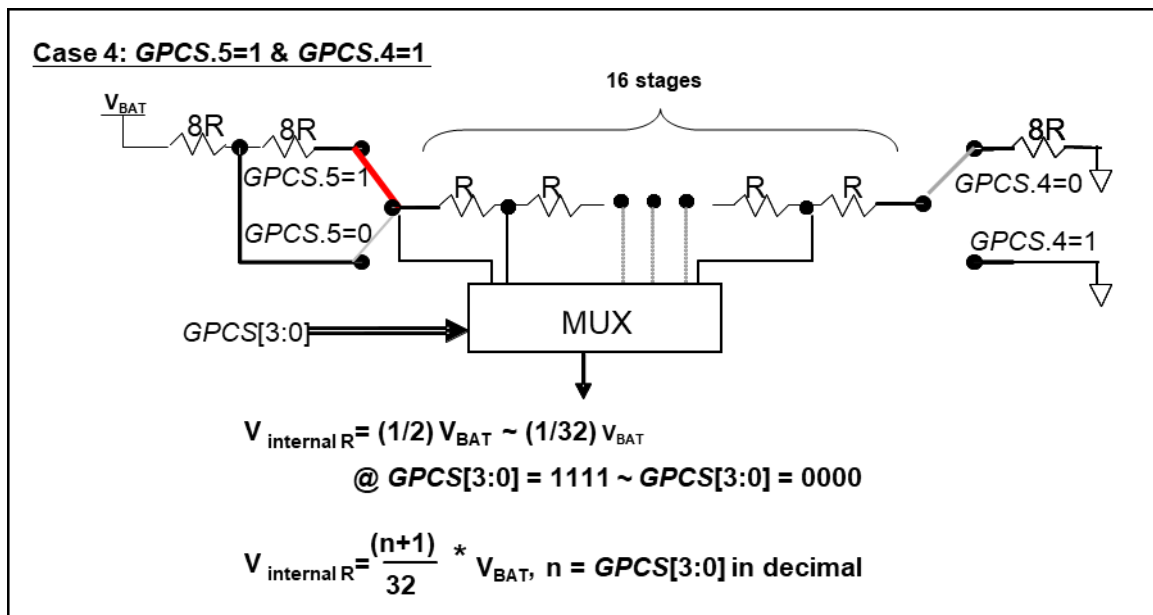 Case 4: GPCS.5=1 & GPCS.4=1
16 stages
VBAT
8R
8R
8R
GPCS.5=1
R
R
R
R
GPCS.4=0
GPCS.5=0
GPCS.4=1
MUX
GPCS[3:0]
V internal R= (1/2) VBAT ~ (1/32) VBAT
@ GPCS[3:0] = 1111 ~ GPCS[3:0] = 0000
V internal R= (n+1)/32 * VBAT, n = GPCS[3:0] in decimal